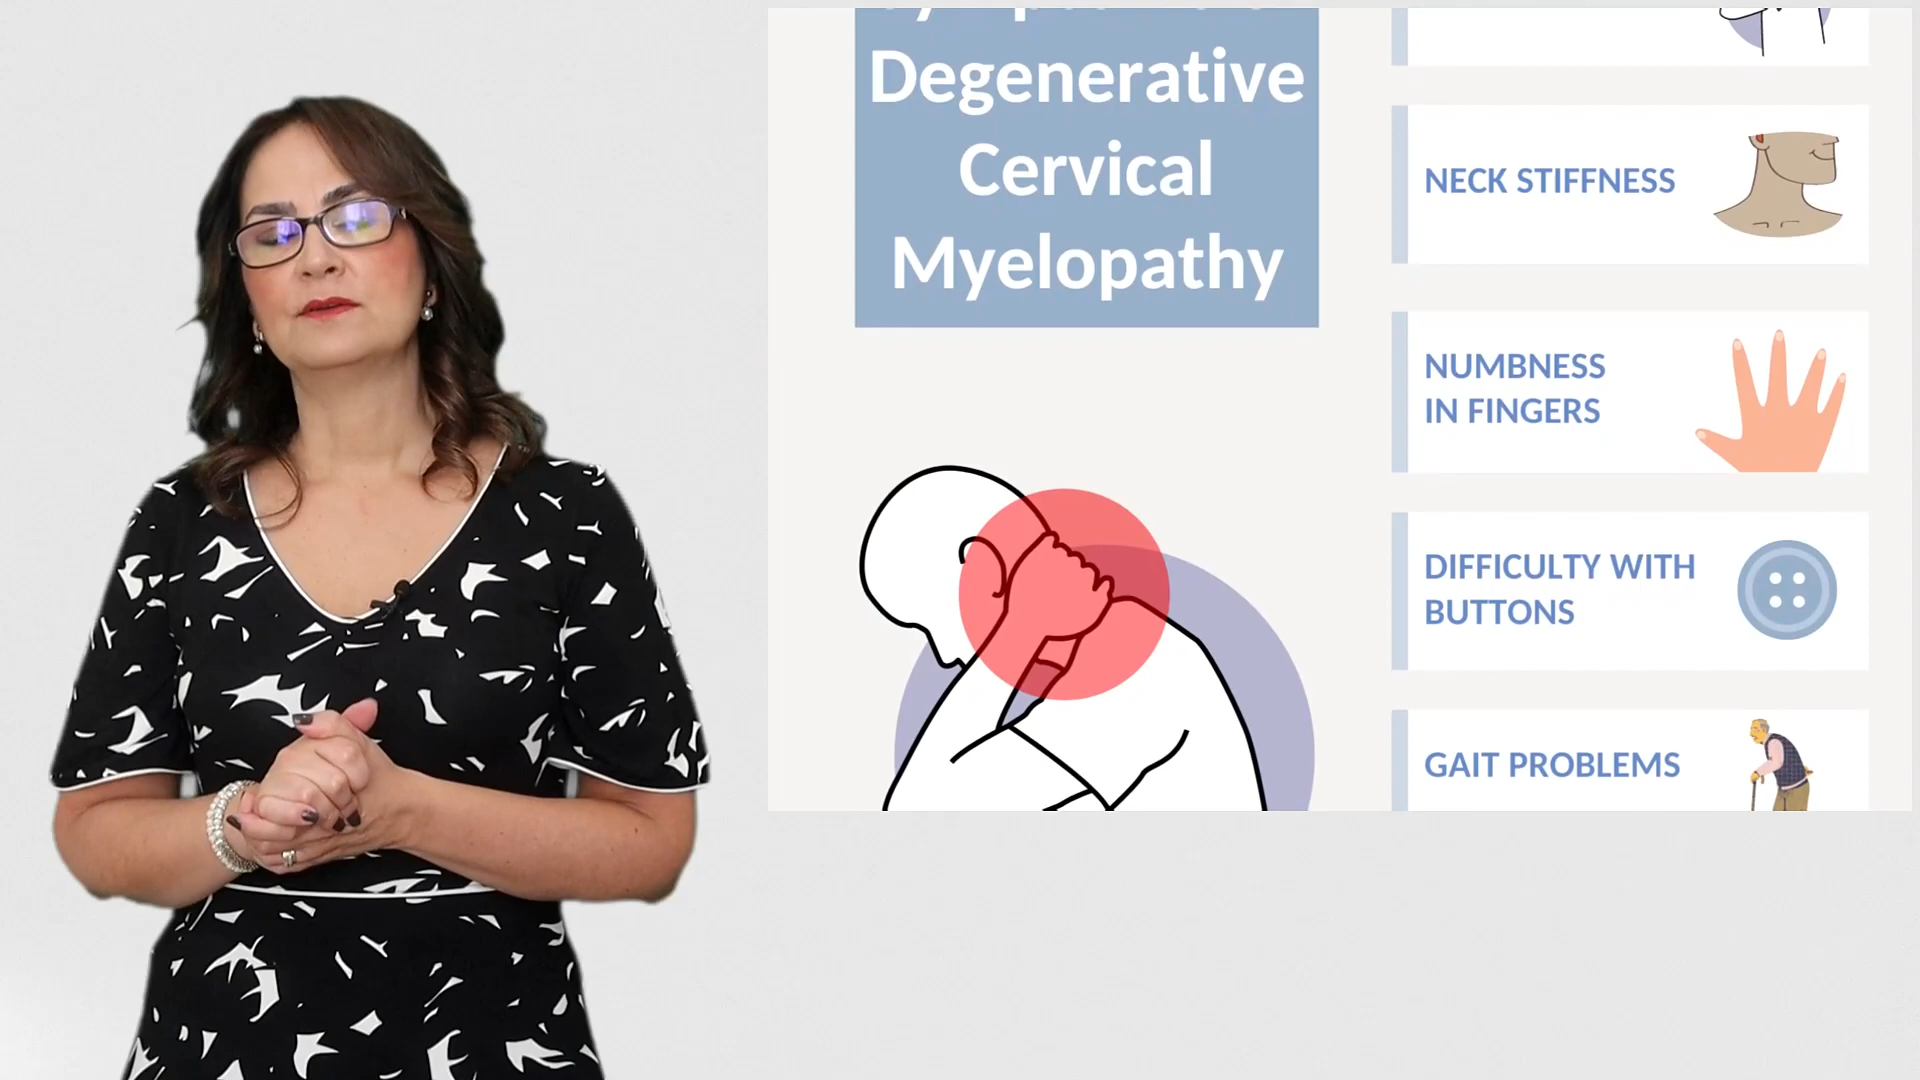 Degenerative
Cervical
Myelopathy
NECK STIFFNESS
NUMBNESS
IN FINGERS
DIFFICULTY WITH
BUTTONS
GAIT PROBLEMS